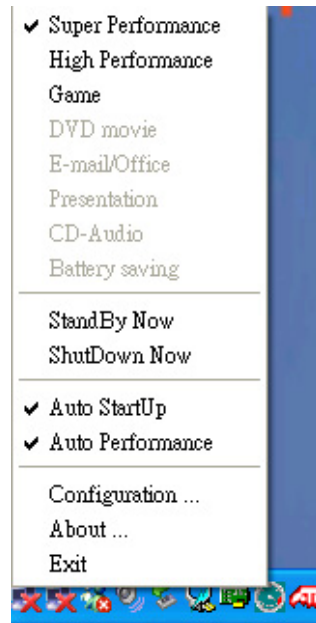 Super Performance
High Performance
Game
DVD movie
E-mail/Office
Presentation
CD-Audio
Battery saving
StandBy Now
ShutDown Now
Auto StartUp
Auto Performance
Configuration ...
About ...
Exit